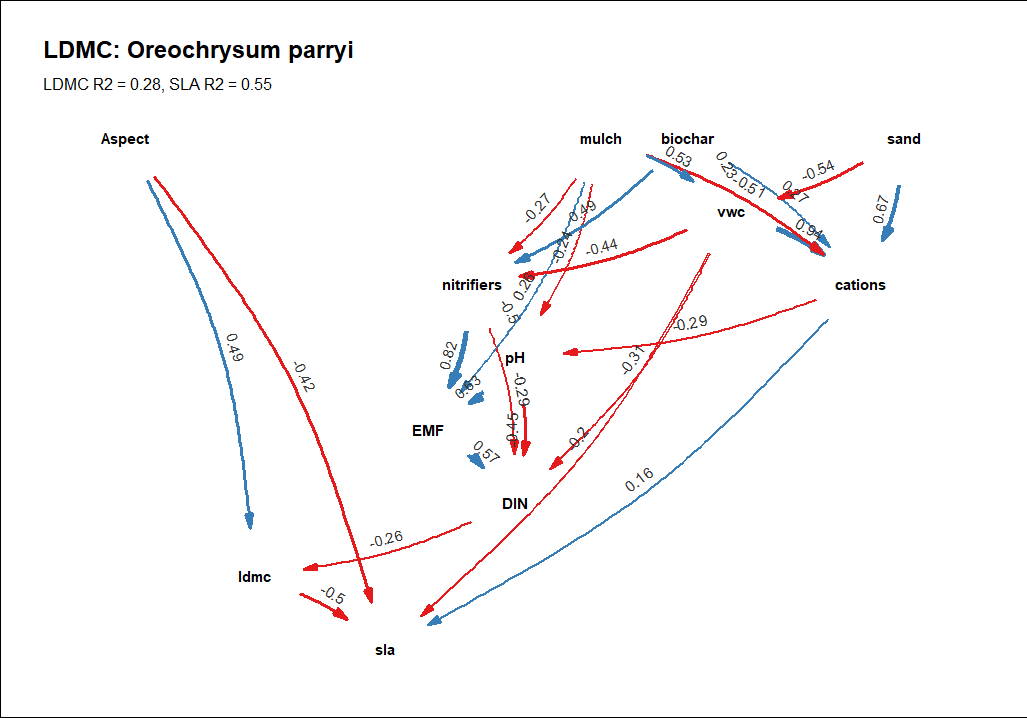 LDMC: Oreochrysum parryi
LDMC R2 = 0.28, SLA R2 = 0.55
Aspect
mulch
biochar
sand
0.53
0.23
-0.51
0.27
-0.54
0.67
vwc
0.94
-0.27
0.49
-0.24
-0.44
0.26
nitrifiers
cations
-0.5
-0.29
0.82
pH
-0.31
0.49
-0.42
0.63
-0.29
EMF
-0.45
-0.2
0.57
0.16
DIN
-0.26
ldmc
-0.5
sla